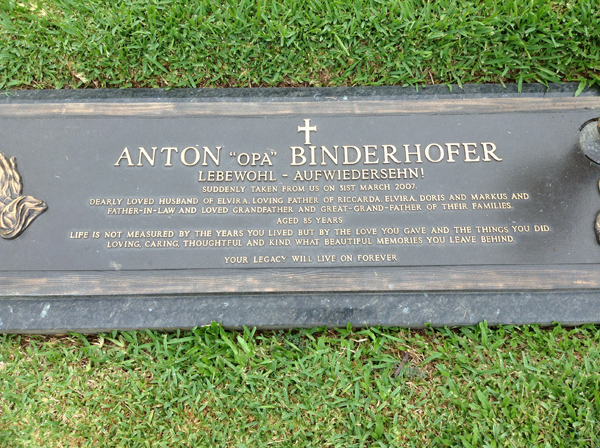 ANTON "OPA" BINDERHOFER
LEBEWOHL - AUFWIEDERSEHN!
SUDDENLY TAKEN FROM US ON 31ST MARCH 2007.
DEARLY LOVED HUSBAND OF ELVIRA, LOVING FATHER OF RICCARDA, ELVIRA, DORIS AND MARKUS AND
FATHER-IN-LAW AND LOVED GRANDFATHER AND GREAT-GRAND-FATHER OF THEIR FAMILIES.
AGED 85 YEARS
LIFE IS NOT MEASURED BY THE YEARS YOU LIVED BUT BY THE LOVE YOU GAVE AND THE THINGS YOU DID.
LOVING, CARING, THOUGHTFUL AND KIND, WHAT BEAUTIFUL MEMORIES YOU LEAVE BEHIND.
YOUR LEGACY WILL LIVE ON FOREVER